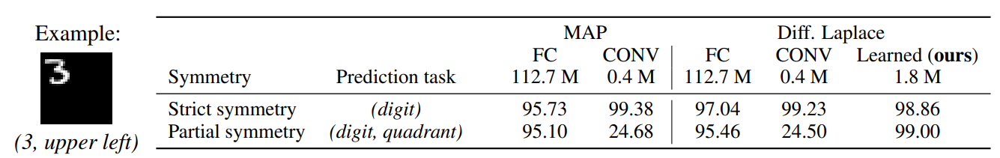 Example:
3
(3, upper left)
MAP Diff. Laplace
FC CONV FC CONV Learned (ours)
Symmetry Prediction task 112.7 M 0.4 M 112.7 M 0.4 M 1.8 M
Strict symmetry (digit) 95.73 99.38 97.04 99.23 98.86
Partial symmetry (digit, quadrant) 95.10 24.68 95.46 24.50 99.00